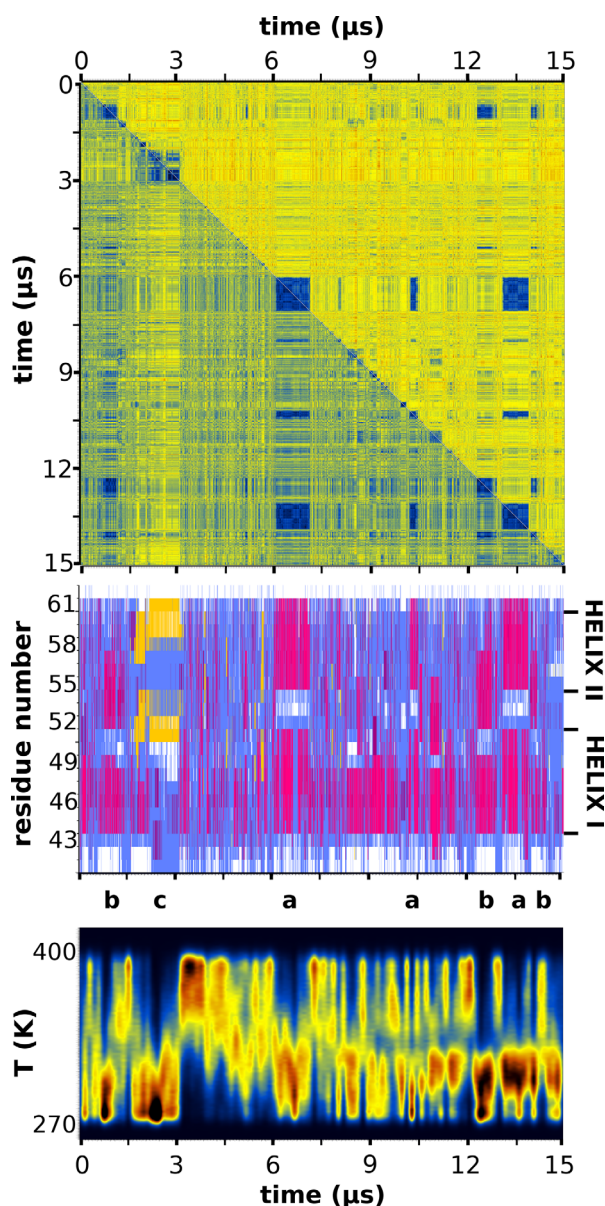 time (μs)
0 3 6 9 12 15
0
3
6
9
12
15
time (μs)
61
58
55
52
49
46
43
residue number
HELIX II
HELIX I
b c a a b a b
400
270
T (K)
0 3 6 9 12 15
time (μs)